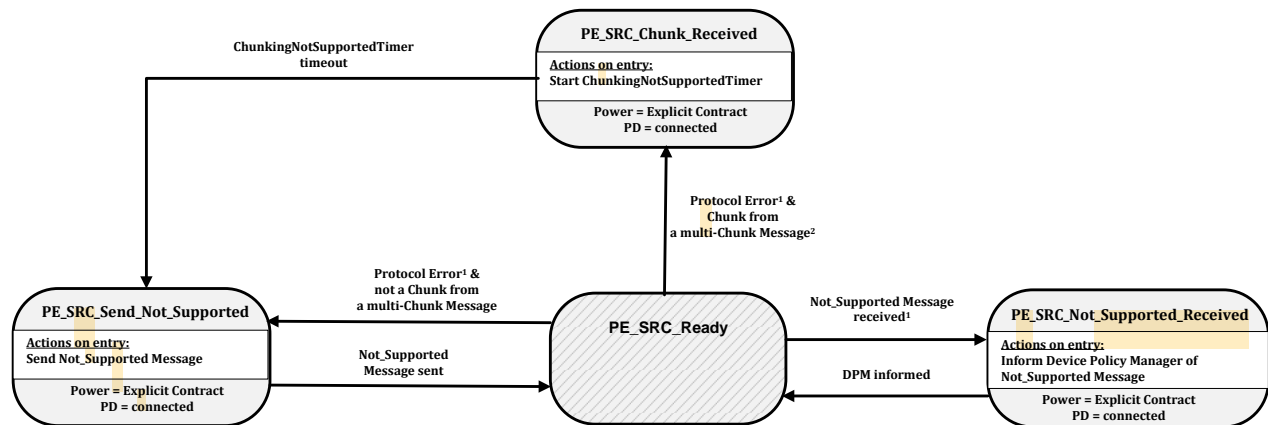 PE_SRC_Chunk_Received
Actions on entry:
Start ChunkingNotSupportedTimer
Power = Explicit Contract
PD = connected
ChunkingNotSupportedTimer
timeout
Protocol Error¹ &
Chunk from
a multi-Chunk Message²
Protocol Error¹ &
not a Chunk from
a multi-Chunk Message
PE_SRC_Send_Not_Supported
Actions on entry:
Send Not_Supported Message
Power = Explicit Contract
PD = connected
Not_Supported
Message sent
PE_SRC_Ready
Not_Supported Message
received¹
DPM informed
PE_SRC_Not_Supported_Received
Actions on entry:
Inform Device Policy Manager of
Not_Supported Message
Power = Explicit Contract
PD = connected